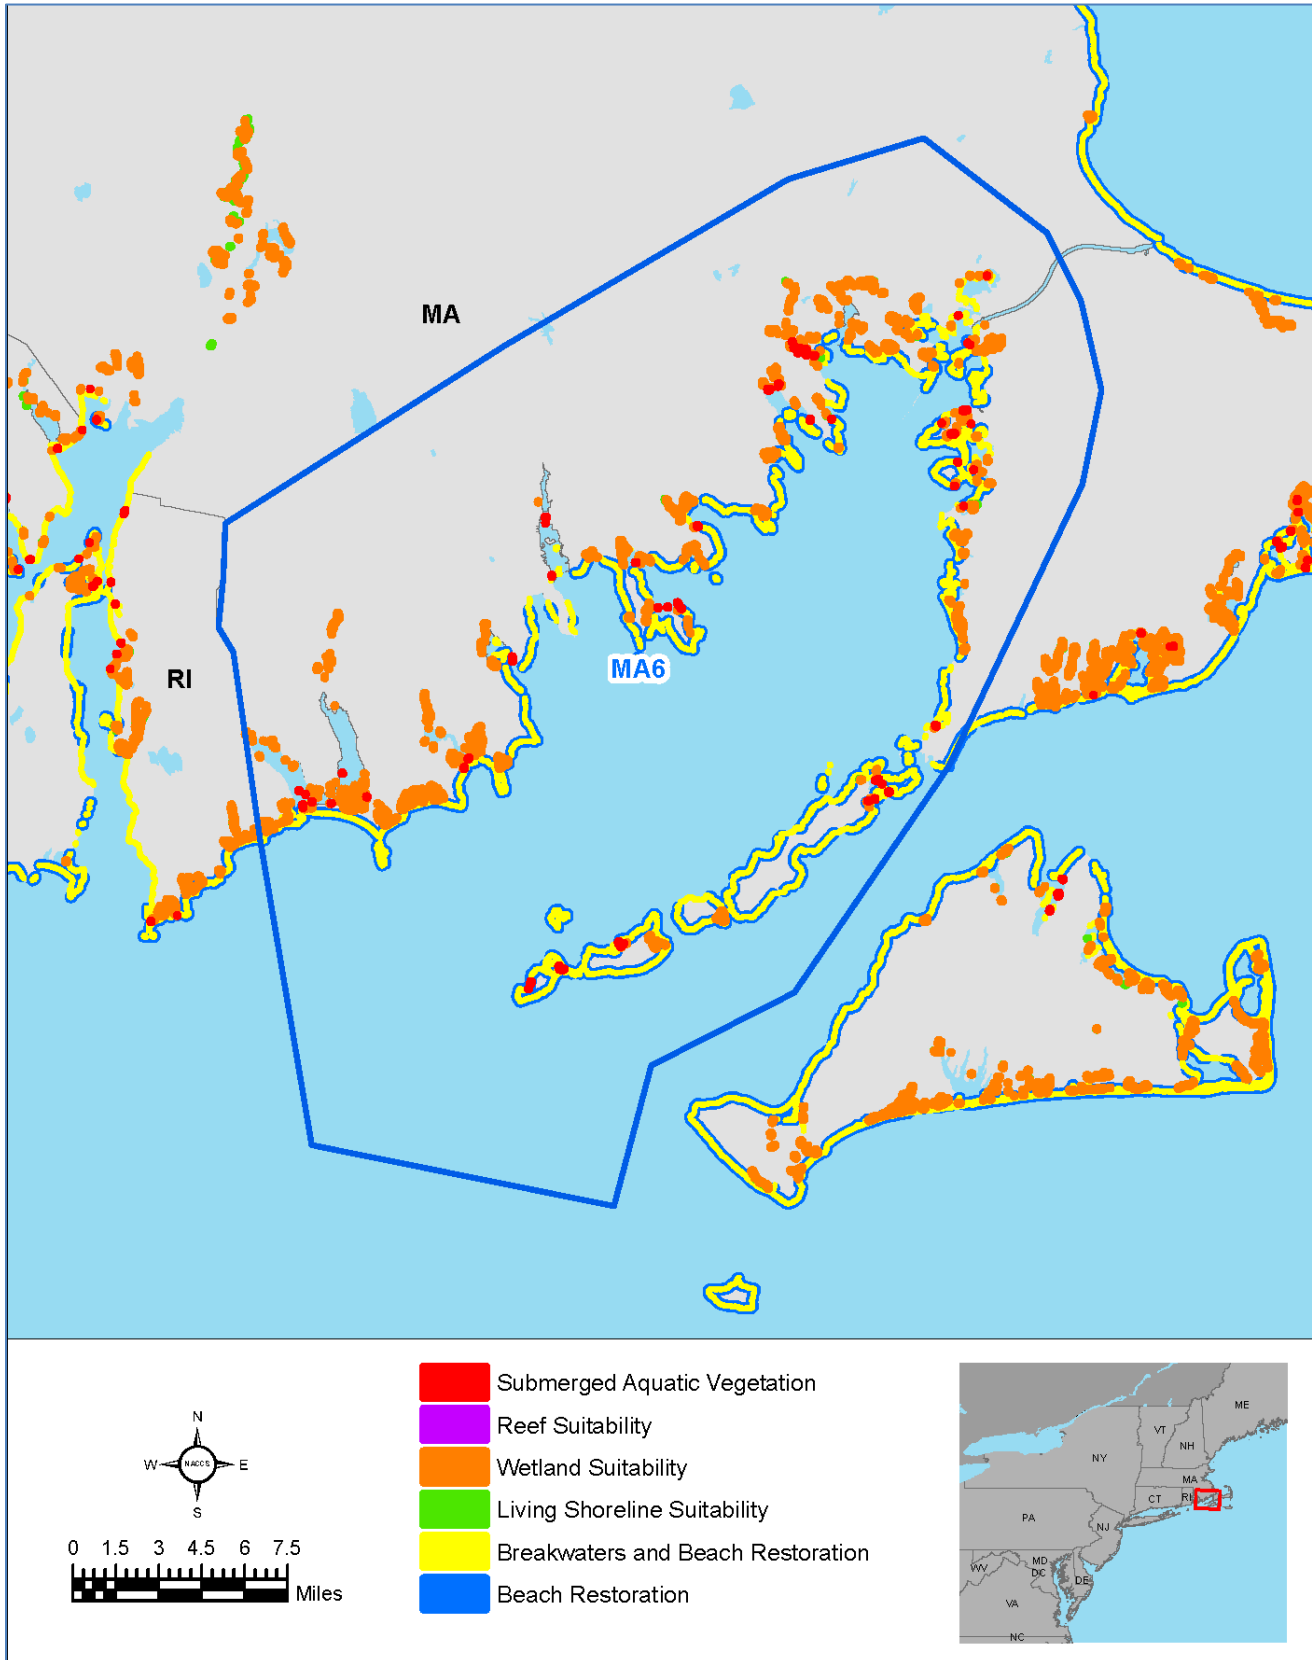 MA
RI
MA6
N
W
NACCS
E
S
0 1.5 3 4.5 6 7.5
Miles
Submerged Aquatic Vegetation
Reef Suitability
Wetland Suitability
Living Shoreline Suitability
Breakwaters and Beach Restoration
Beach Restoration
ME
VT
NH
NY
MA
CT
RI
PA
NJ
MD
DC
WV
DE
VA
NC